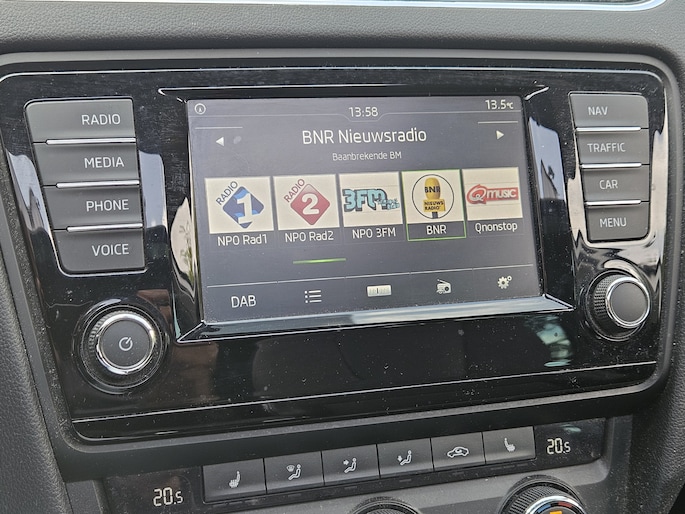 13:58
13.5°C
BNR Nieuwsradio
Baanbrekende BM
RADIO
MEDIA
PHONE
VOICE
NAV
TRAFFIC
CAR
MENU
RADIO 1
RADIO 2
3FM
BNR NIEUWS RADIO
Q music
NPO Rad1
NPO Rad2
NPO 3FM
BNR
Qnonstop
DAB
20.5
20.5